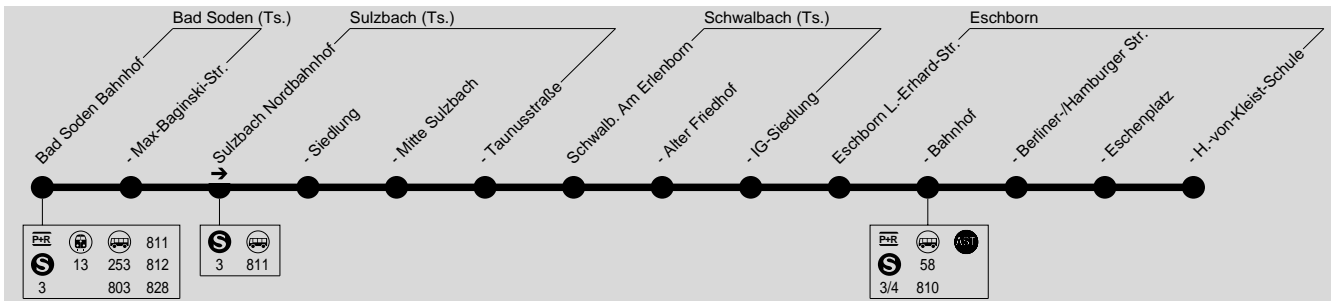 Bad Soden (Ts.)
Sulzbach (Ts.)
Schwalbach (Ts.)
Eschborn
Bad Soden Bahnhof
- Max-Baginski-Str.
Sulzbach Nordbahnhof
- Siedlung
- Mitte Sulzbach
- Taunusstraße
Schwalb. Am Erlenborn
- Alter Friedhof
- IG-Siedlung
Eschborn L.-Erhard-Str.
- Bahnhof
- Berliner-/Hamburger Str.
- Eschenplatz
- H.-von-Kleist-Schule
P+R 811
S 13 253 812
3 803 828
S
3 811
P+R AST
S 58
3/4 810